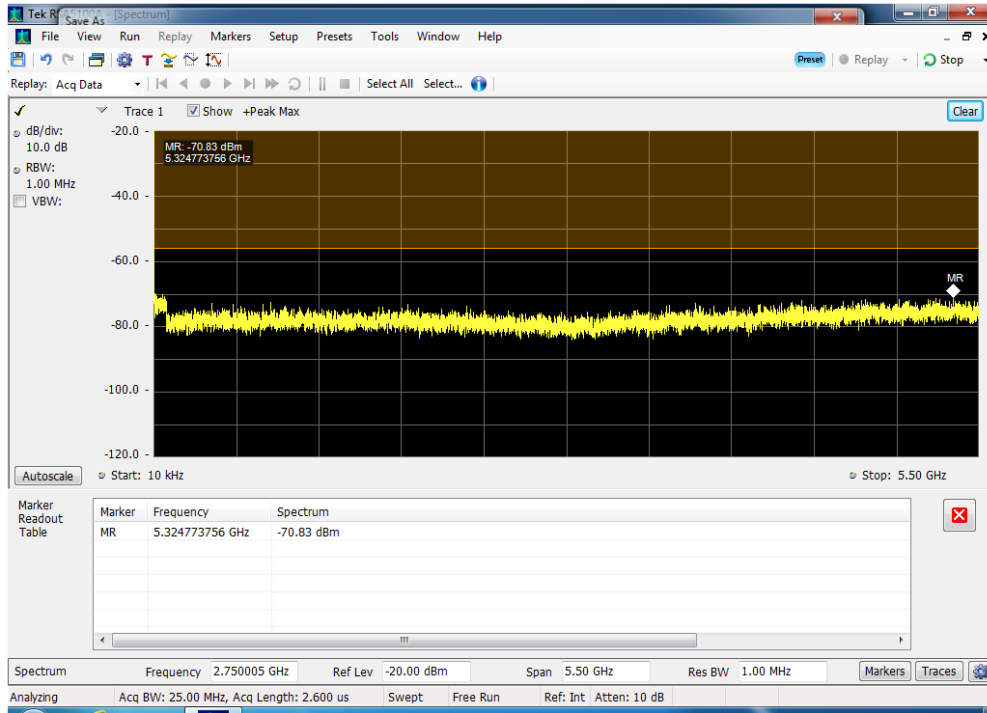 Tek RSA5100A - [Spectrum]
Save As
File View Run Replay Markers Setup Presets Tools Window Help
T Preset Replay Stop
Replay: Acq Data Select All Select...
Trace 1 Show +Peak Max Clear
dB/div:
10.0 dB
RBW:
1.00 MHz
VBW:
-20.0
MR: -70.83 dBm
5.324773756 GHz
-40.0
-60.0
MR
-80.0
-100.0
-120.0
Autoscale Start: 10 kHz Stop: 5.50 GHz
Marker
Readout
Table
Marker Frequency Spectrum
MR 5.324773756 GHz -70.83 dBm
Spectrum Frequency 2.750005 GHz Ref Lev -20.00 dBm Span 5.50 GHz Res BW 1.00 MHz Markers Traces
Analyzing Acq BW: 25.00 MHz, Acq Length: 2.600 us Swept Free Run Ref: Int Atten: 10 dB